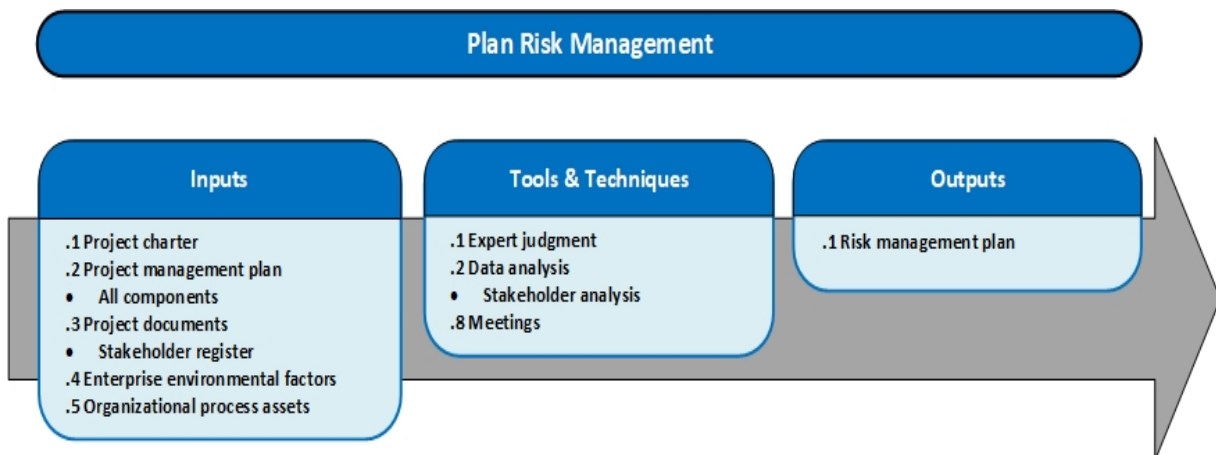 Plan Risk Management
Inputs
.1 Project charter
.2 Project management plan
• All components
.3 Project documents
• Stakeholder register
.4 Enterprise environmental factors
.5 Organizational process assets
Tools & Techniques
.1 Expert judgment
.2 Data analysis
• Stakeholder analysis
.8 Meetings
Outputs
.1 Risk management plan